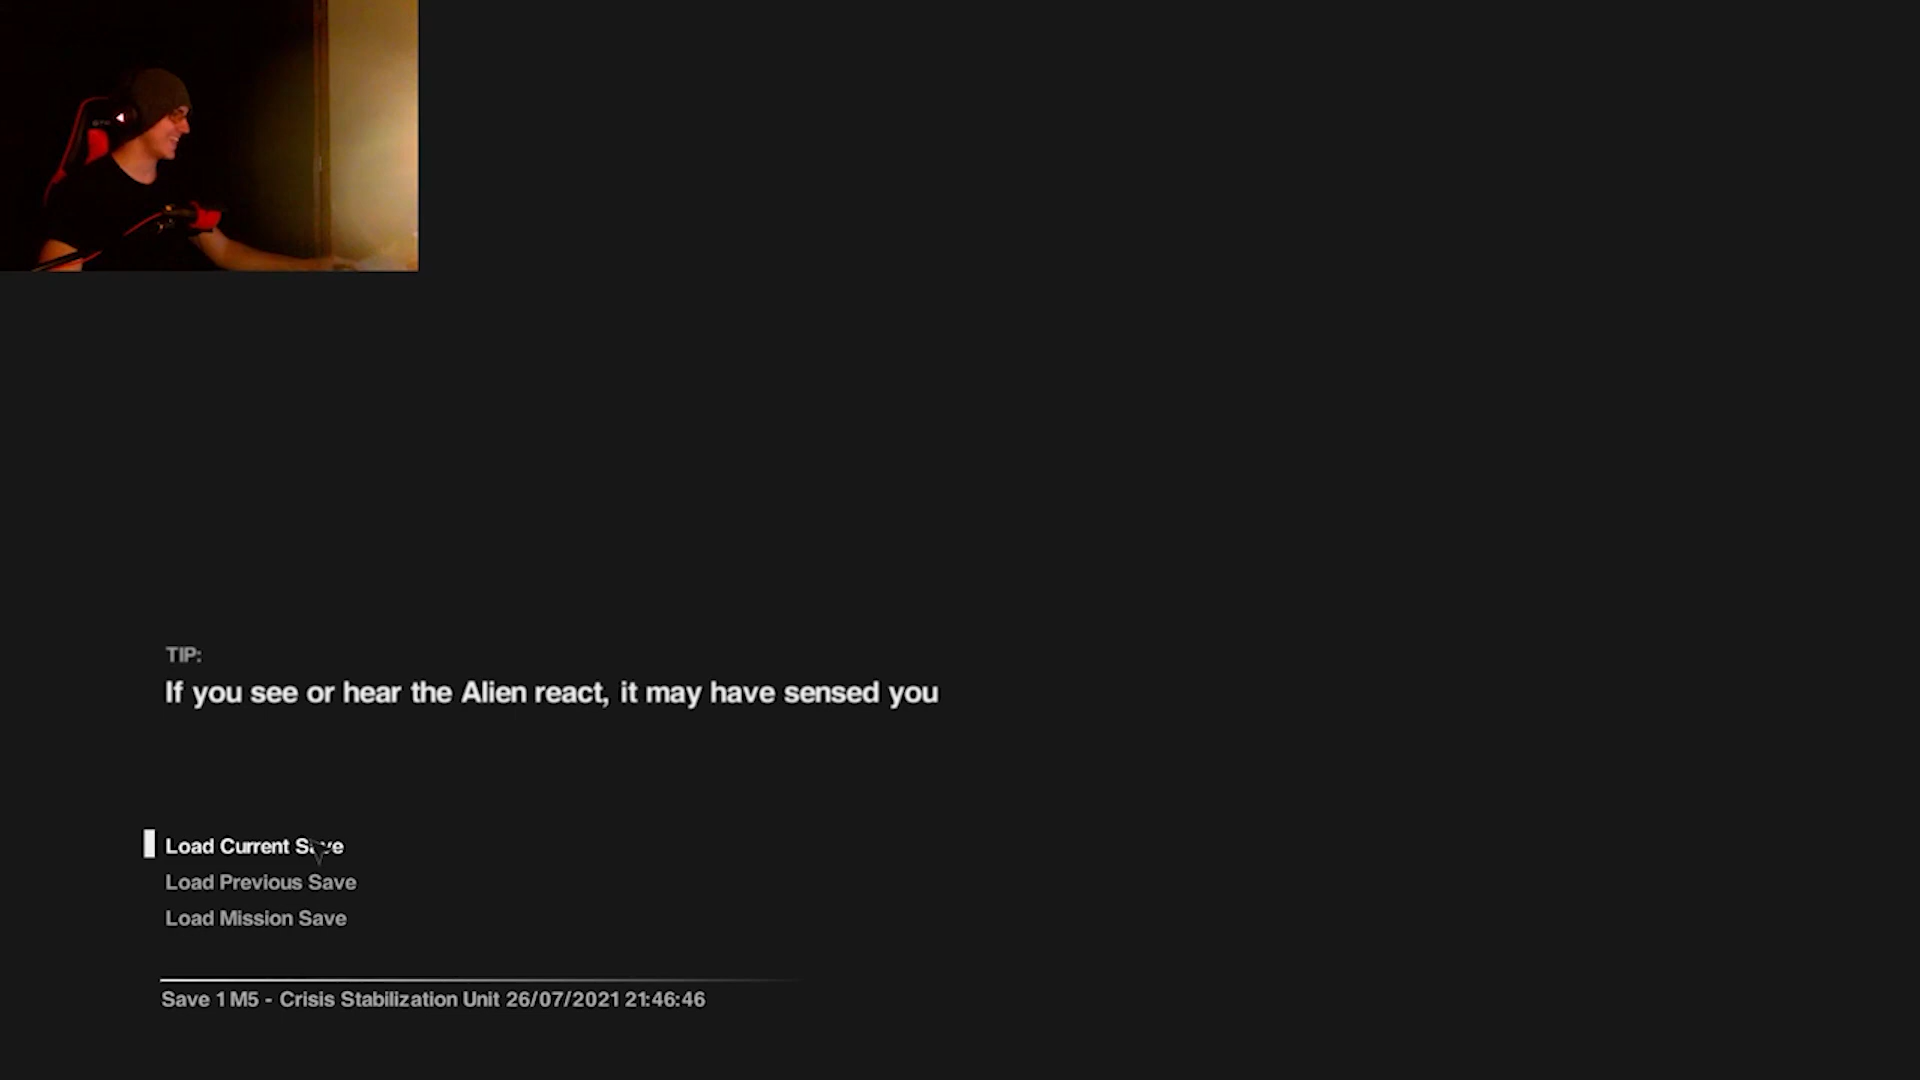 TIP:
If you see or hear the Alien react, it may have sensed you
Load Current Save
Load Previous Save
Load Mission Save
Save 1 M5 - Crisis Stabilization Unit 26/07/2021 21:46:46